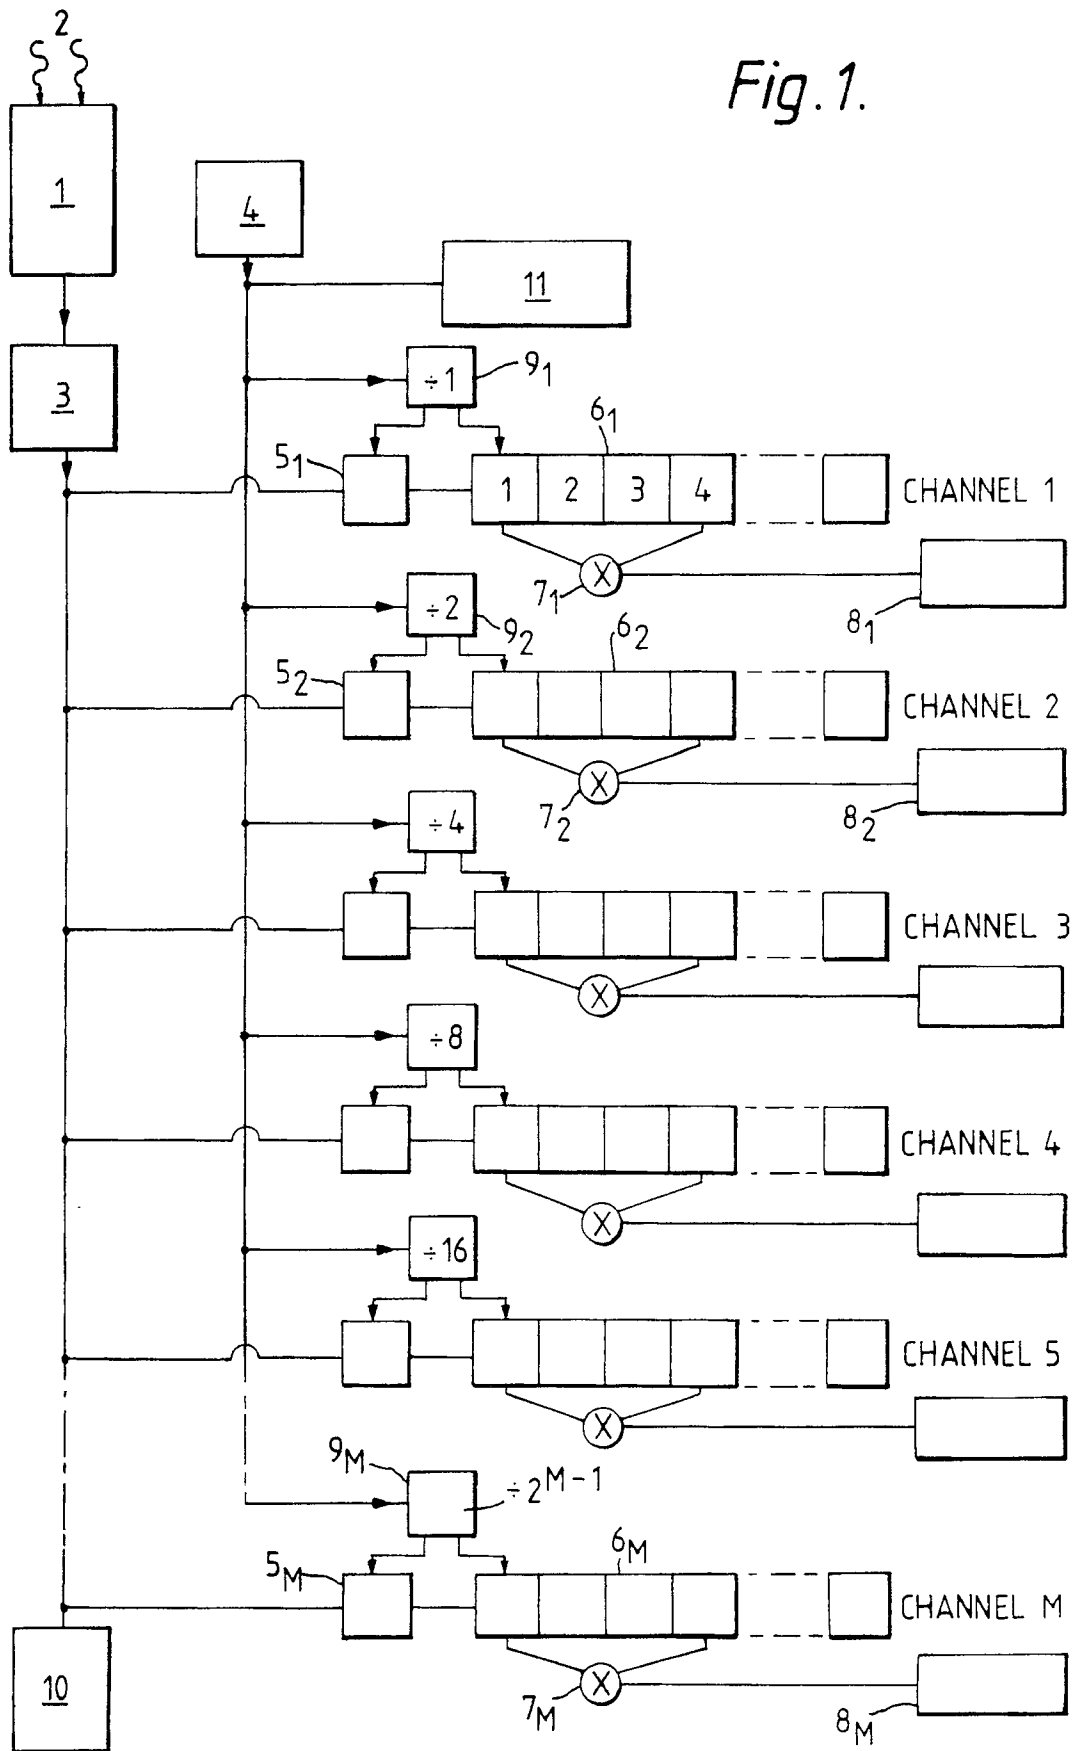 2
Fig. 1.
1
4
11
3
÷1
9₁
6₁
5₁
1 2 3 4
CHANNEL 1
7₁
8₁
÷2
9₂
6₂
5₂
CHANNEL 2
7₂
8₂
÷4
CHANNEL 3
÷8
CHANNEL 4
÷16
CHANNEL 5
9M
÷2^M-1
5M
6M
CHANNEL M
10
7M
8M